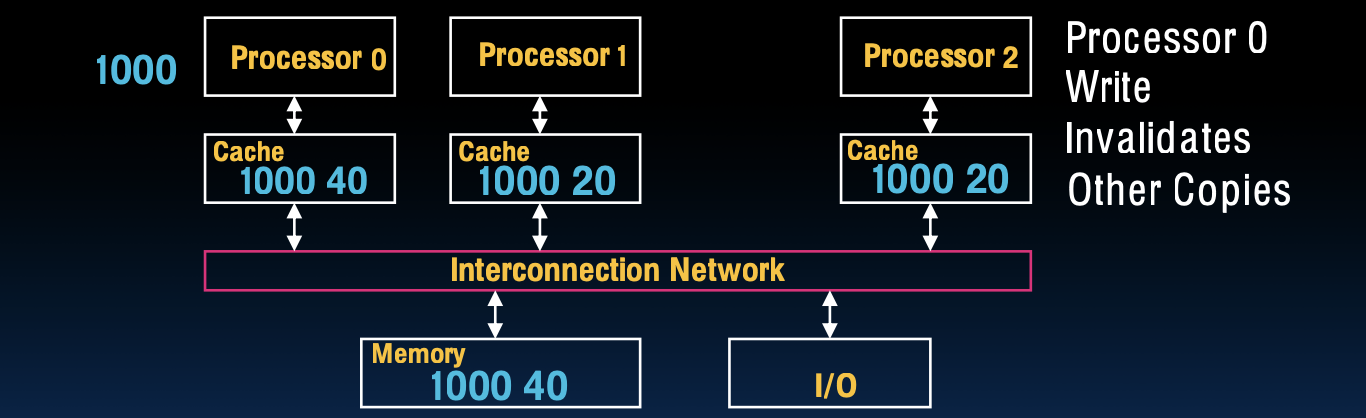 1000
Processor 0
Processor 1
Processor 2
Processor 0
Write
Invalidates
Other Copies
Cache
1000 40
Cache
1000 20
Cache
1000 20
Interconnection Network
Memory
1000 40
I/O